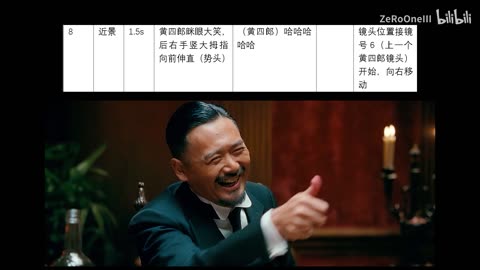 ZeRoOneIII bilibili
8 近景 1.5s 黄四郎眯眼大笑, (黄四郎)哈哈哈 镜头位置接镜
后右手竖大拇指 哈哈 号 6(上一个
向前伸直(势头) 黄四郎镜头)
开始,向右移
动